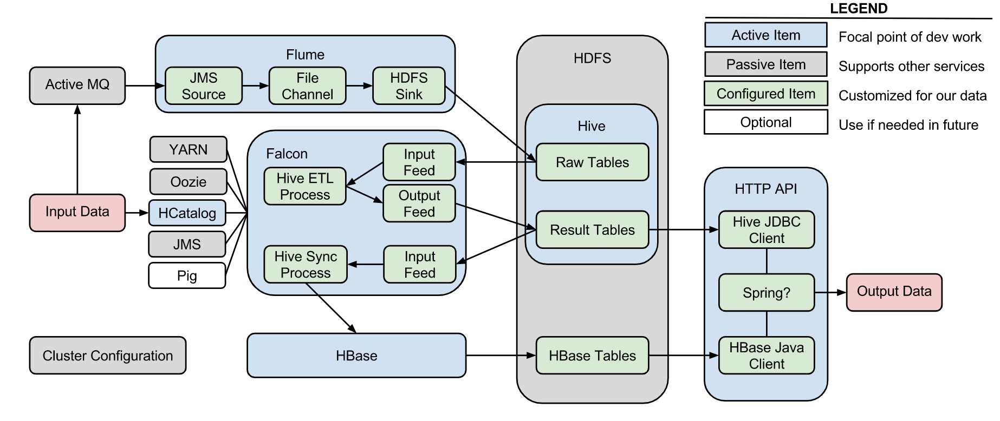 LEGEND
Active Item
Focal point of dev work
Passive Item
Supports other services
Configured Item
Customized for our data
Optional
Use if needed in future
Flume
Active MQ
JMS
Source
File
Channel
HDFS
Sink
HDFS
Hive
Raw Tables
Result Tables
HBase Tables
YARN
Oozie
Input Data
HCatalog
JMS
Pig
Falcon
Input
Feed
Hive ETL
Process
Output
Feed
Hive Sync
Process
Input
Feed
HTTP API
Hive JDBC
Client
Spring?
HBase Java
Client
Output Data
Cluster Configuration
HBase